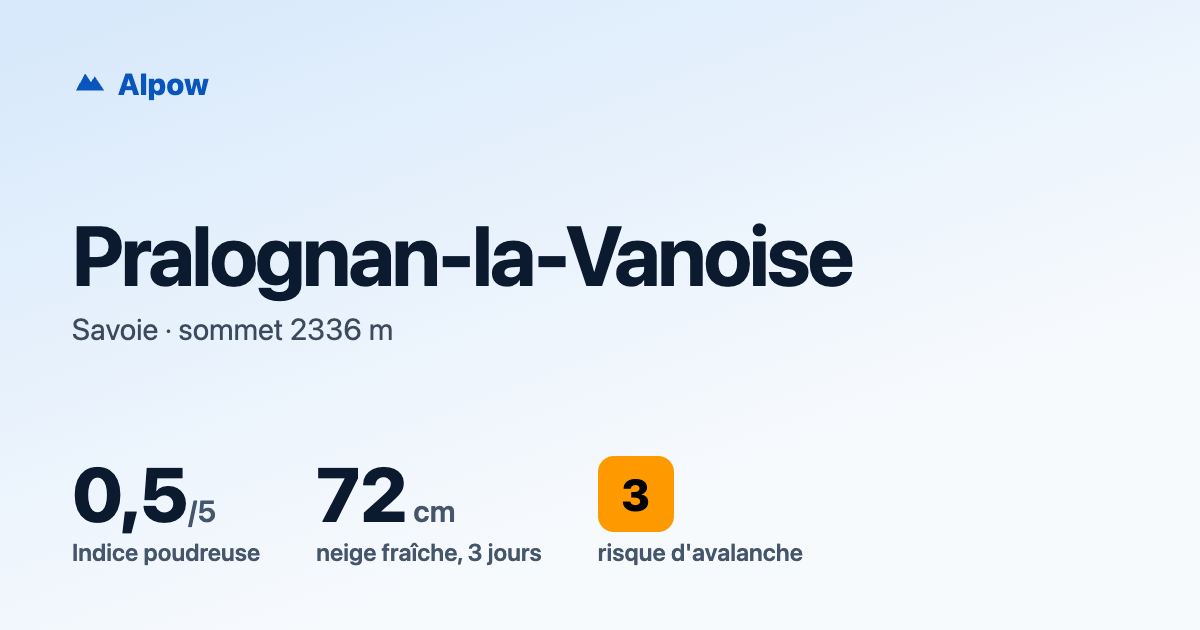 Alpow
Pralognan-la-Vanoise
Savoie · sommet 2336 m
0,5/5
72 cm
3
Indice poudreuse
neige fraîche, 3 jours
risque d'avalanche